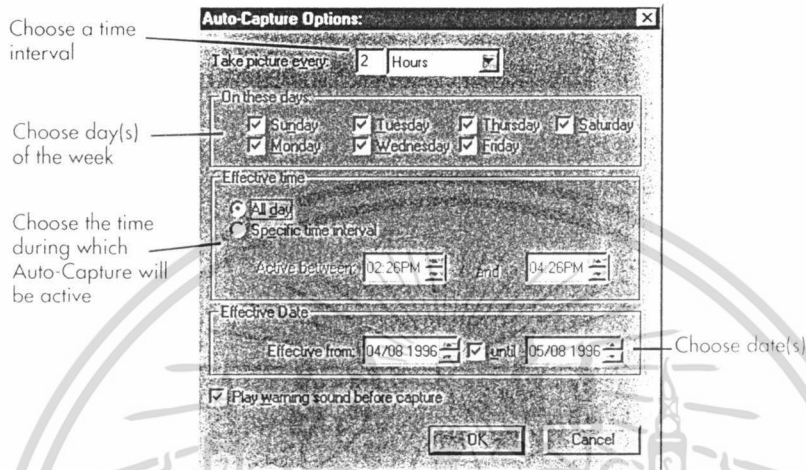 Auto-Capture Options:
Choose a time
interval
Take picture every: 2 Hours
On these days:
Choose day(s)
of the week
Sunday Tuesday Thursday Saturday
Monday Wednesday Friday
Effective time
Choose the time
during which
Auto-Capture will
be active
All day
Specific time interval
Active between: 02:26PM and 04:26PM
Effective Date
Effective from: 04/08 1996 until 05/08 1996
Choose date(s)
Play warning sound before capture
OK Cancel